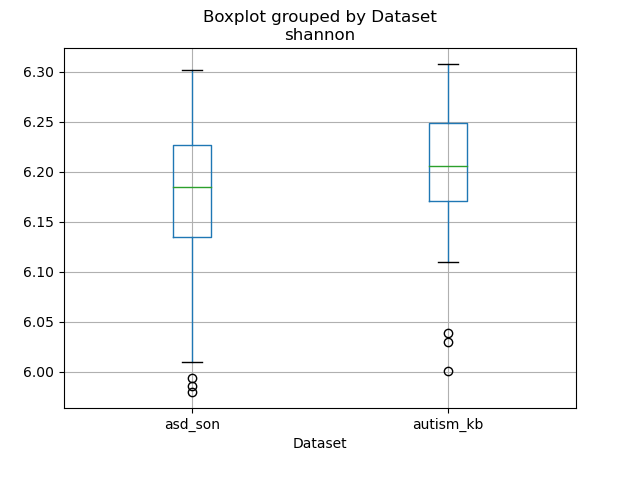 Boxplot grouped by Dataset
shannon
6.30
6.25
6.20
6.15
6.10
6.05
6.00
asd_son
autism_kb
Dataset